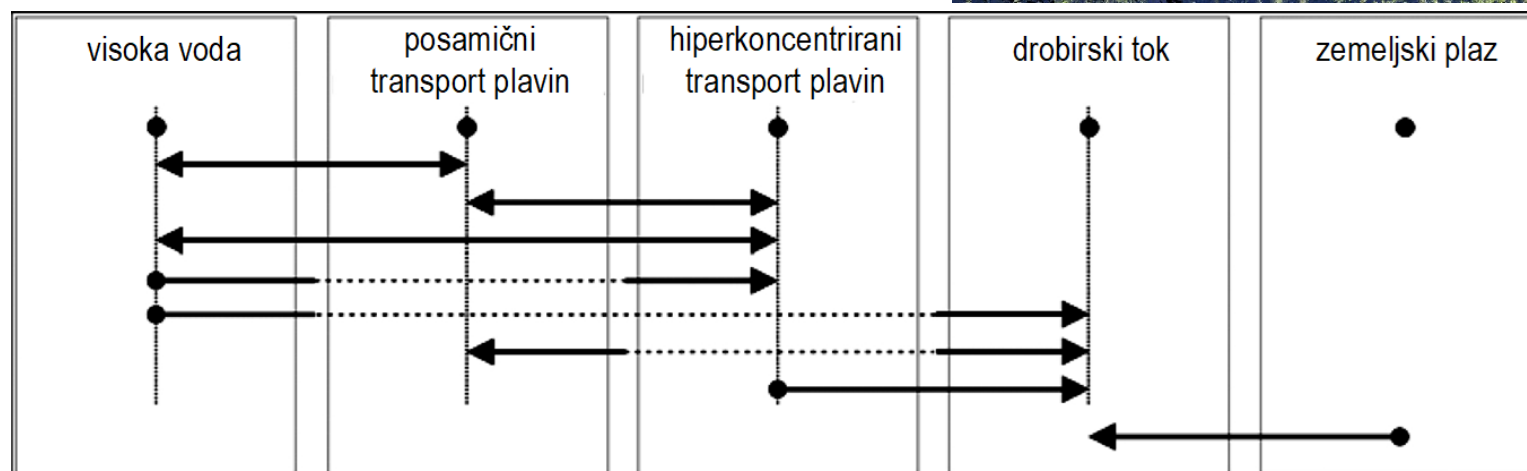 visoka voda
posamični
transport plavin
hiperkoncentrirani
transport plavin
drobirski tok
zemeljski plaz